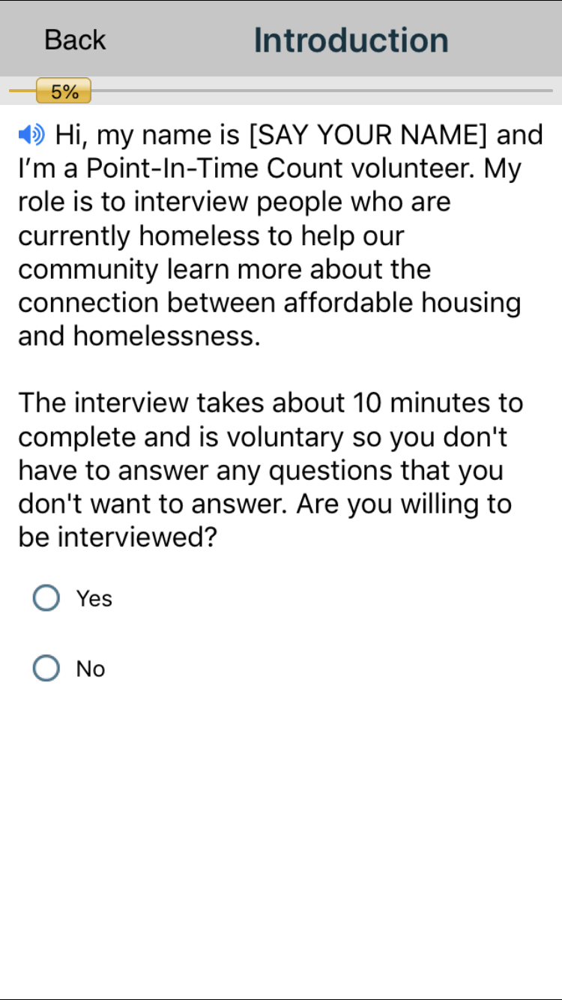 Back
Introduction
5%
Hi, my name is [SAY YOUR NAME] and
I’m a Point-In-Time Count volunteer. My
role is to interview people who are
currently homeless to help our
community learn more about the
connection between affordable housing
and homelessness.
The interview takes about 10 minutes to
complete and is voluntary so you don't
have to answer any questions that you
don't want to answer. Are you willing to
be interviewed?
Yes
No